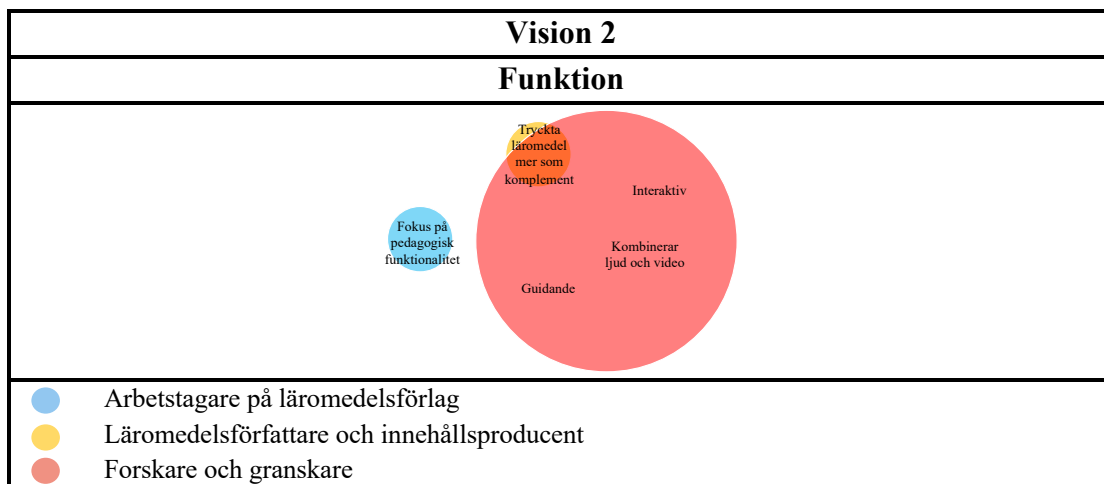 Vision 2
Funktion
Tryckta
läromedel
mer som
komplement
Interaktiv
Fokus på
pedagogisk
funktionalitet
Kombinerar
ljud och video
Guidande
Arbetstagare på läromedelsförlag
Läromedelsförfattare och innehållsproducent
Forskare och granskare